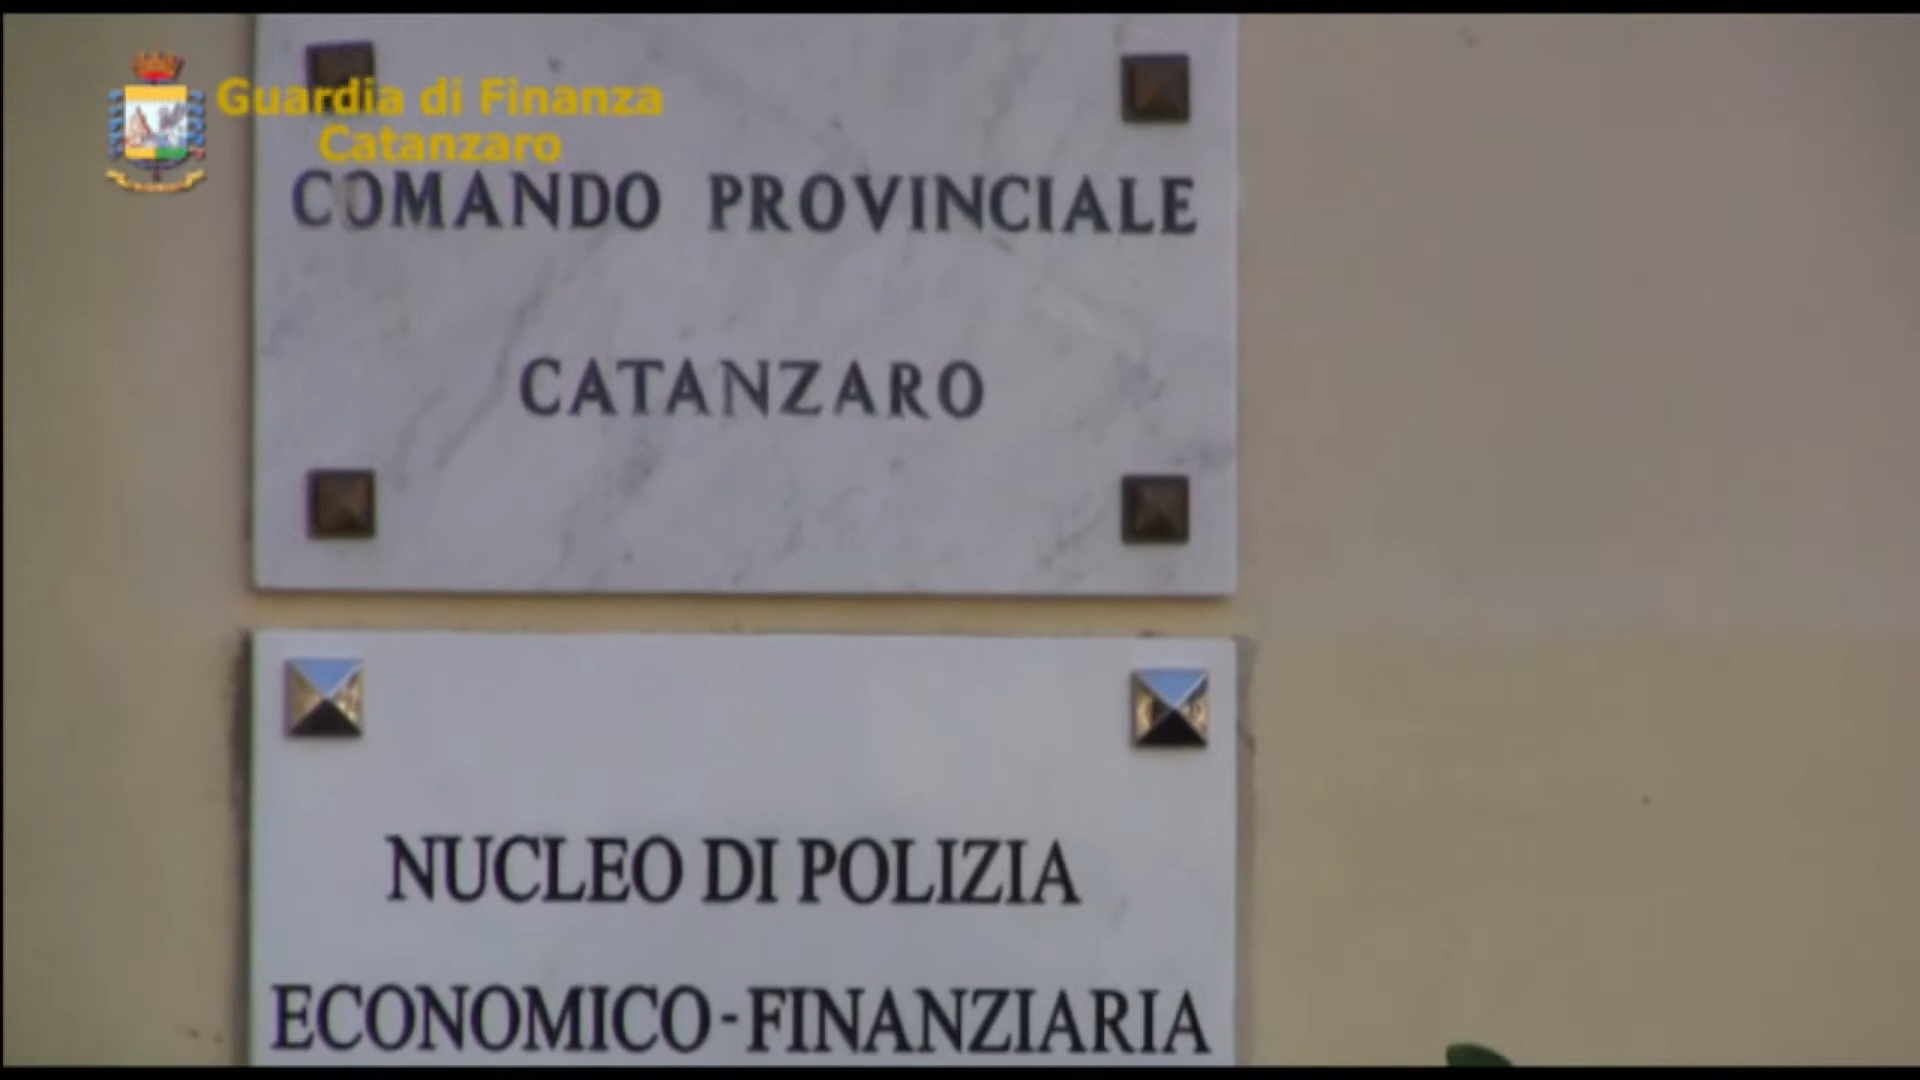 Guardia di Finanza
Catanzaro
COMANDO PROVINCIALE
CATANZARO
NUCLEO DI POLIZIA
ECONOMICO-FINANZIARIA